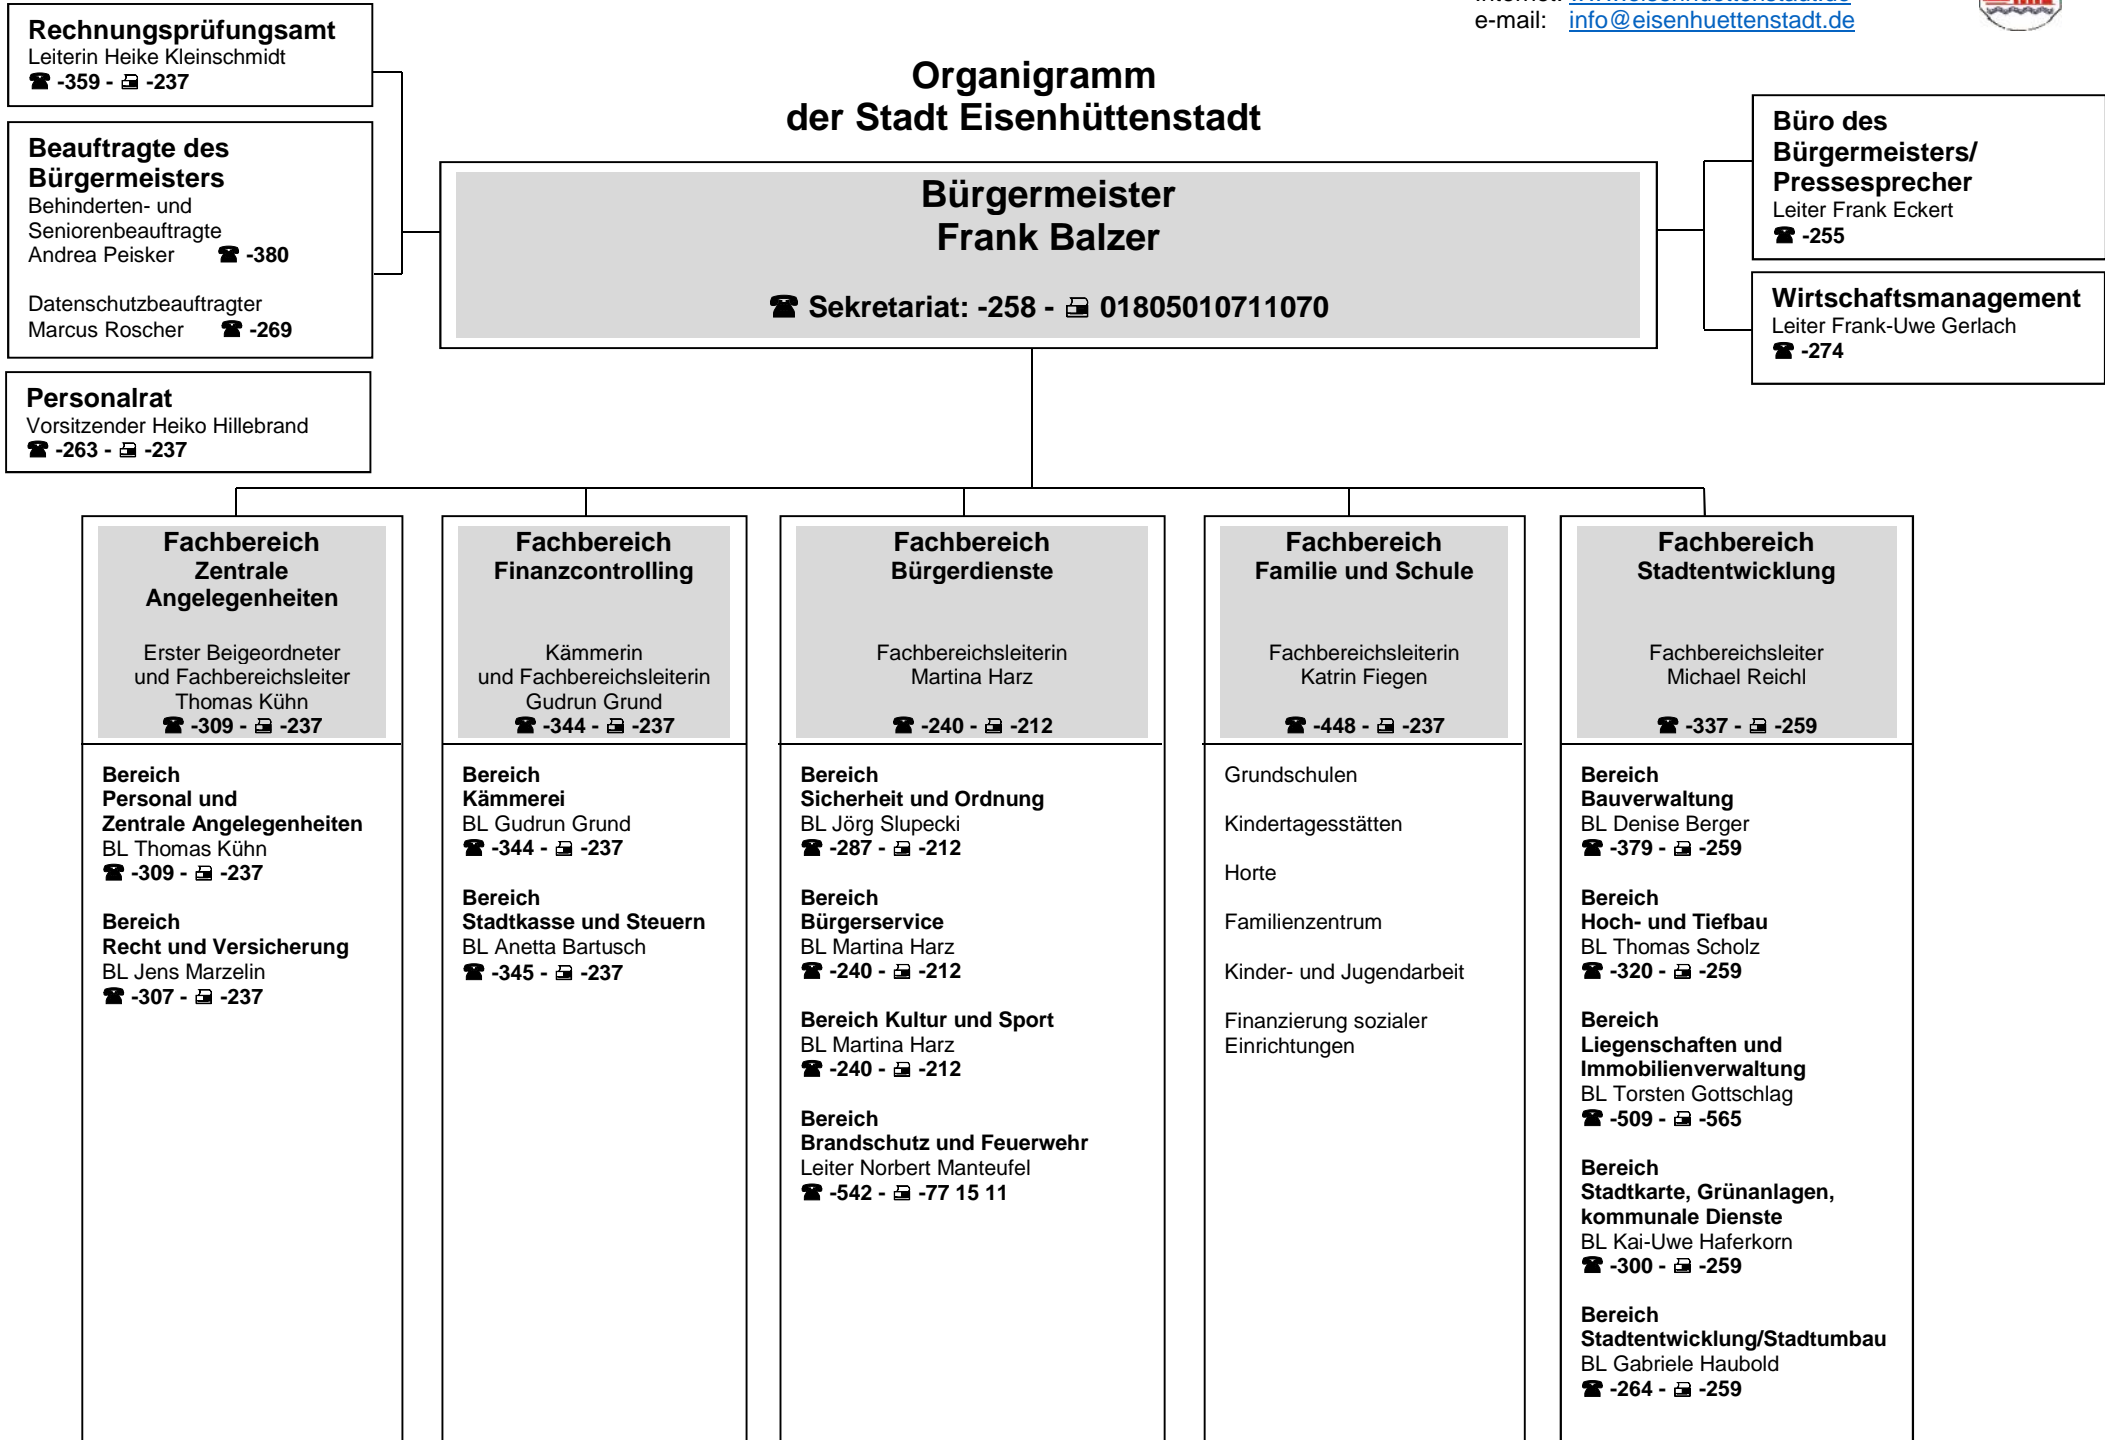 e-mail: info@eisenhuettenstadt.de
Organigramm
der Stadt Eisenhüttenstadt
Rechnungsprüfungsamt
Leiterin Heike Kleinschmidt
☎ -359 - 🖷 -237
Beauftragte des
Bürgermeisters
Behinderten- und
Seniorenbeauftragte
Andrea Peisker ☎ -380
Datenschutzbeauftragter
Marcus Roscher ☎ -269
Personalrat
Vorsitzender Heiko Hillebrand
☎ -263 - 🖷 -237
Bürgermeister
Frank Balzer
☎ Sekretariat: -258 - 🖷 01805010711070
Büro des
Bürgermeisters/
Pressesprecher
Leiter Frank Eckert
☎ -255
Wirtschaftsmanagement
Leiter Frank-Uwe Gerlach
☎ -274
Fachbereich
Zentrale
Angelegenheiten
Erster Beigeordneter
und Fachbereichsleiter
Thomas Kühn
☎ -309 - 🖷 -237
Bereich
Personal und
Zentrale Angelegenheiten
BL Thomas Kühn
☎ -309 - 🖷 -237
Bereich
Recht und Versicherung
BL Jens Marzelin
☎ -307 - 🖷 -237
Fachbereich
Finanzcontrolling
Kämmerin
und Fachbereichsleiterin
Gudrun Grund
☎ -344 - 🖷 -237
Bereich
Kämmerei
BL Gudrun Grund
☎ -344 - 🖷 -237
Bereich
Stadtkasse und Steuern
BL Anetta Bartusch
☎ -345 - 🖷 -237
Fachbereich
Bürgerdienste
Fachbereichsleiterin
Martina Harz
☎ -240 - 🖷 -212
Bereich
Sicherheit und Ordnung
BL Jörg Slupecki
☎ -287 - 🖷 -212
Bereich
Bürgerservice
BL Martina Harz
☎ -240 - 🖷 -212
Bereich Kultur und Sport
BL Martina Harz
☎ -240 - 🖷 -212
Bereich
Brandschutz und Feuerwehr
Leiter Norbert Manteufel
☎ -542 - 🖷 -77 15 11
Fachbereich
Familie und Schule
Fachbereichsleiterin
Katrin Fiegen
☎ -448 - 🖷 -237
Grundschulen
Kindertagesstätten
Horte
Familienzentrum
Kinder- und Jugendarbeit
Finanzierung sozialer
Einrichtungen
Fachbereich
Stadtentwicklung
Fachbereichsleiter
Michael Reichl
☎ -337 - 🖷 -259
Bereich
Bauverwaltung
BL Denise Berger
☎ -379 - 🖷 -259
Bereich
Hoch- und Tiefbau
BL Thomas Scholz
☎ -320 - 🖷 -259
Bereich
Liegenschaften und
Immobilienverwaltung
BL Torsten Gottschlag
☎ -509 - 🖷 -565
Bereich
Stadtkarte, Grünanlagen,
kommunale Dienste
BL Kai-Uwe Haferkorn
☎ -300 - 🖷 -259
Bereich
Stadtentwicklung/Stadtumbau
BL Gabriele Haubold
☎ -264 - 🖷 -259